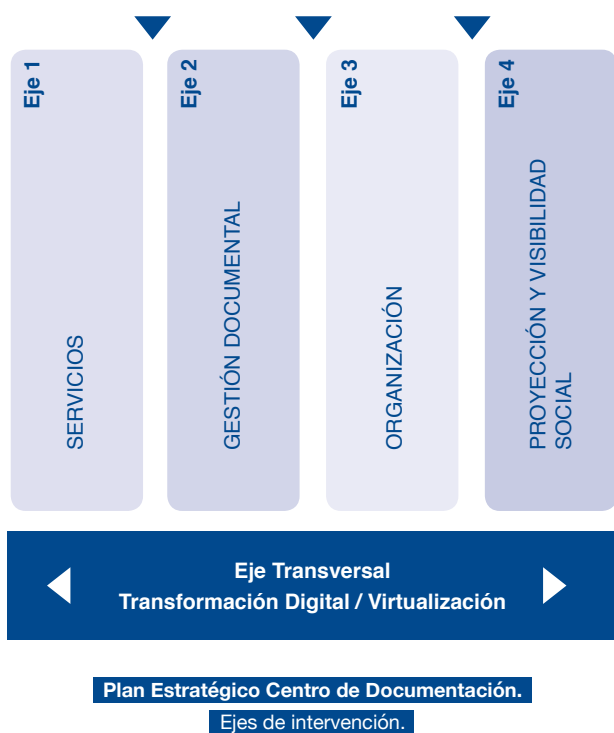 Eje 1
SERVICIOS
Eje 2
GESTIÓN DOCUMENTAL
Eje 3
ORGANIZACIÓN
Eje 4
PROYECCIÓN Y VISIBILIDAD
SOCIAL
Eje Transversal
Transformación Digital / Virtualización
Plan Estratégico Centro de Documentación.
Ejes de intervención.